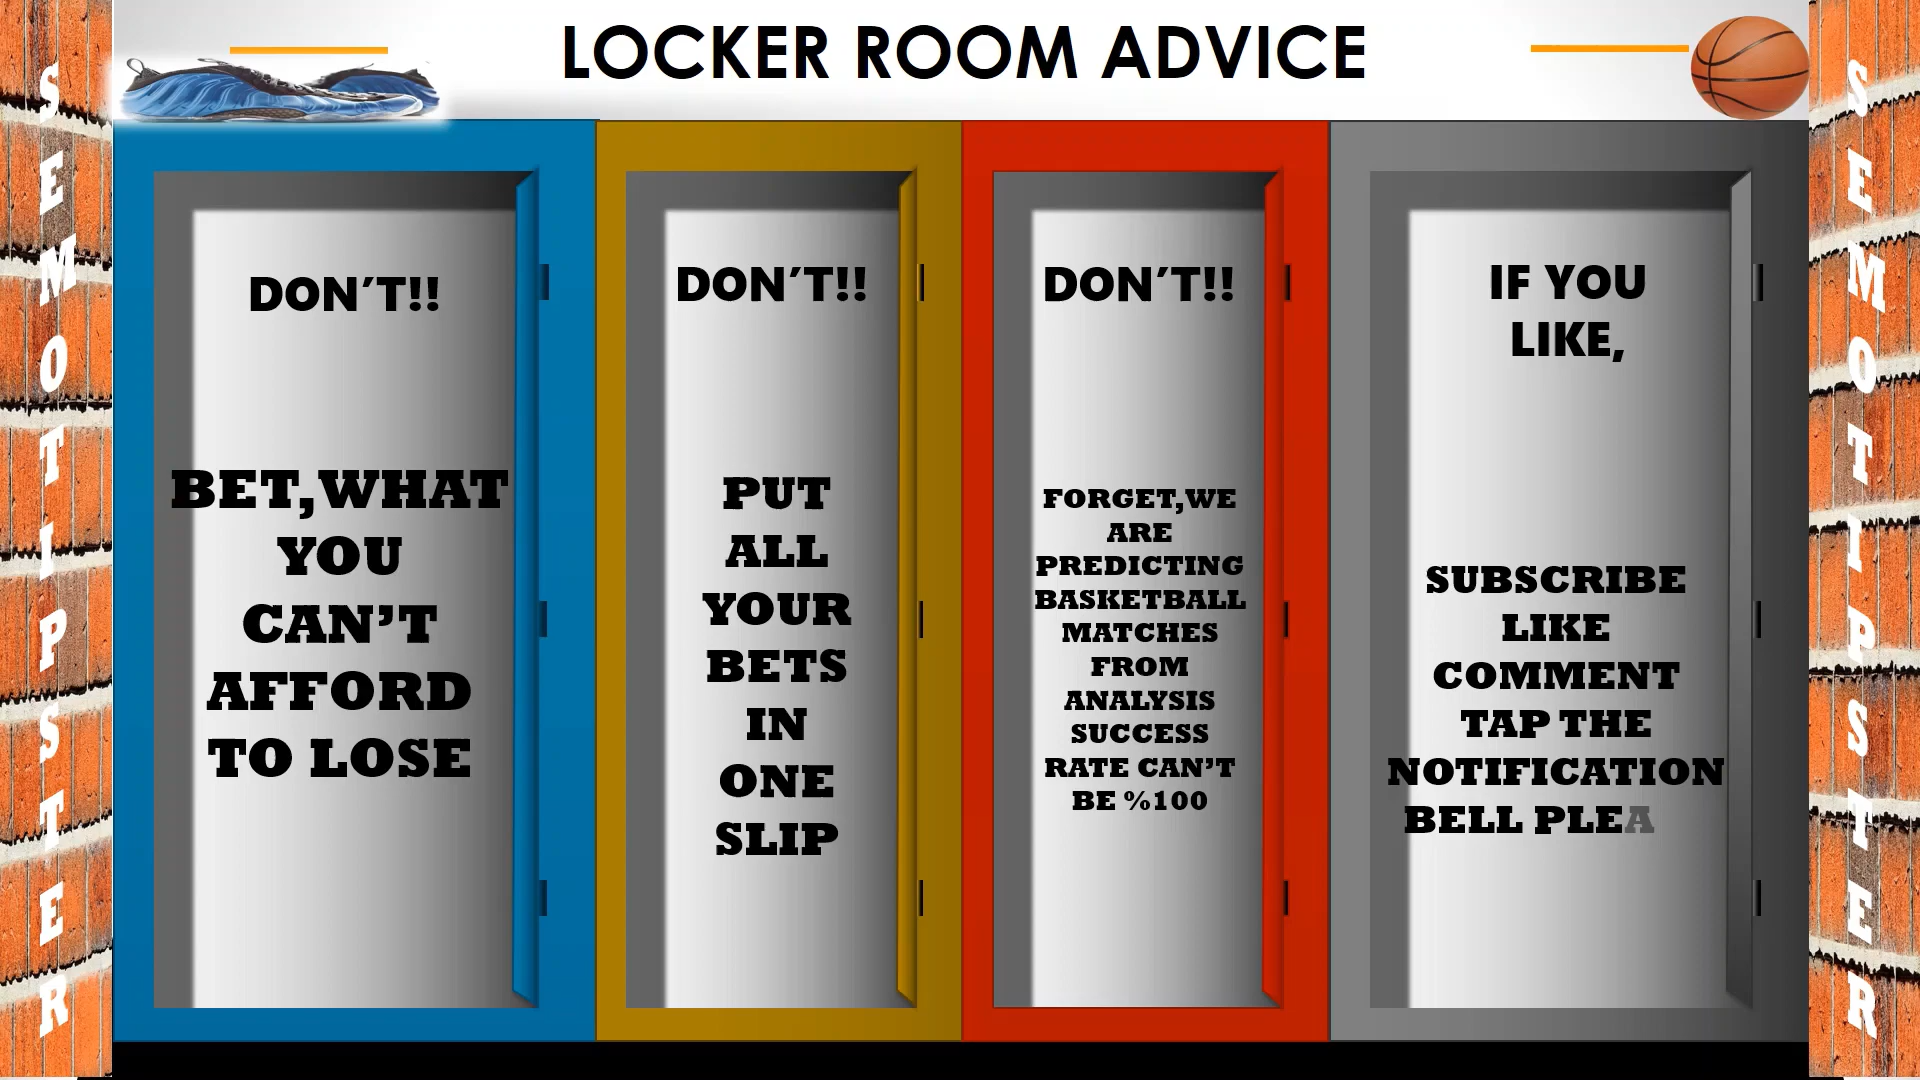 LOCKER ROOM ADVICE
SEMOTIPSTER
DON´T!!
BET,WHAT
YOU
CAN’T
AFFORD
TO LOSE
DON´T!!
PUT
ALL
YOUR
BETS
IN
ONE
SLIP
DON´T!!
FORGET,WE
ARE
PREDICTING
BASKETBALL
MATCHES
FROM
ANALYSIS
SUCCESS
RATE CAN’T
BE %100
IF YOU
LIKE,
SUBSCRIBE
LIKE
COMMENT
TAP THE
NOTIFICATION
BELL PLEA
SEMOTIPSTER